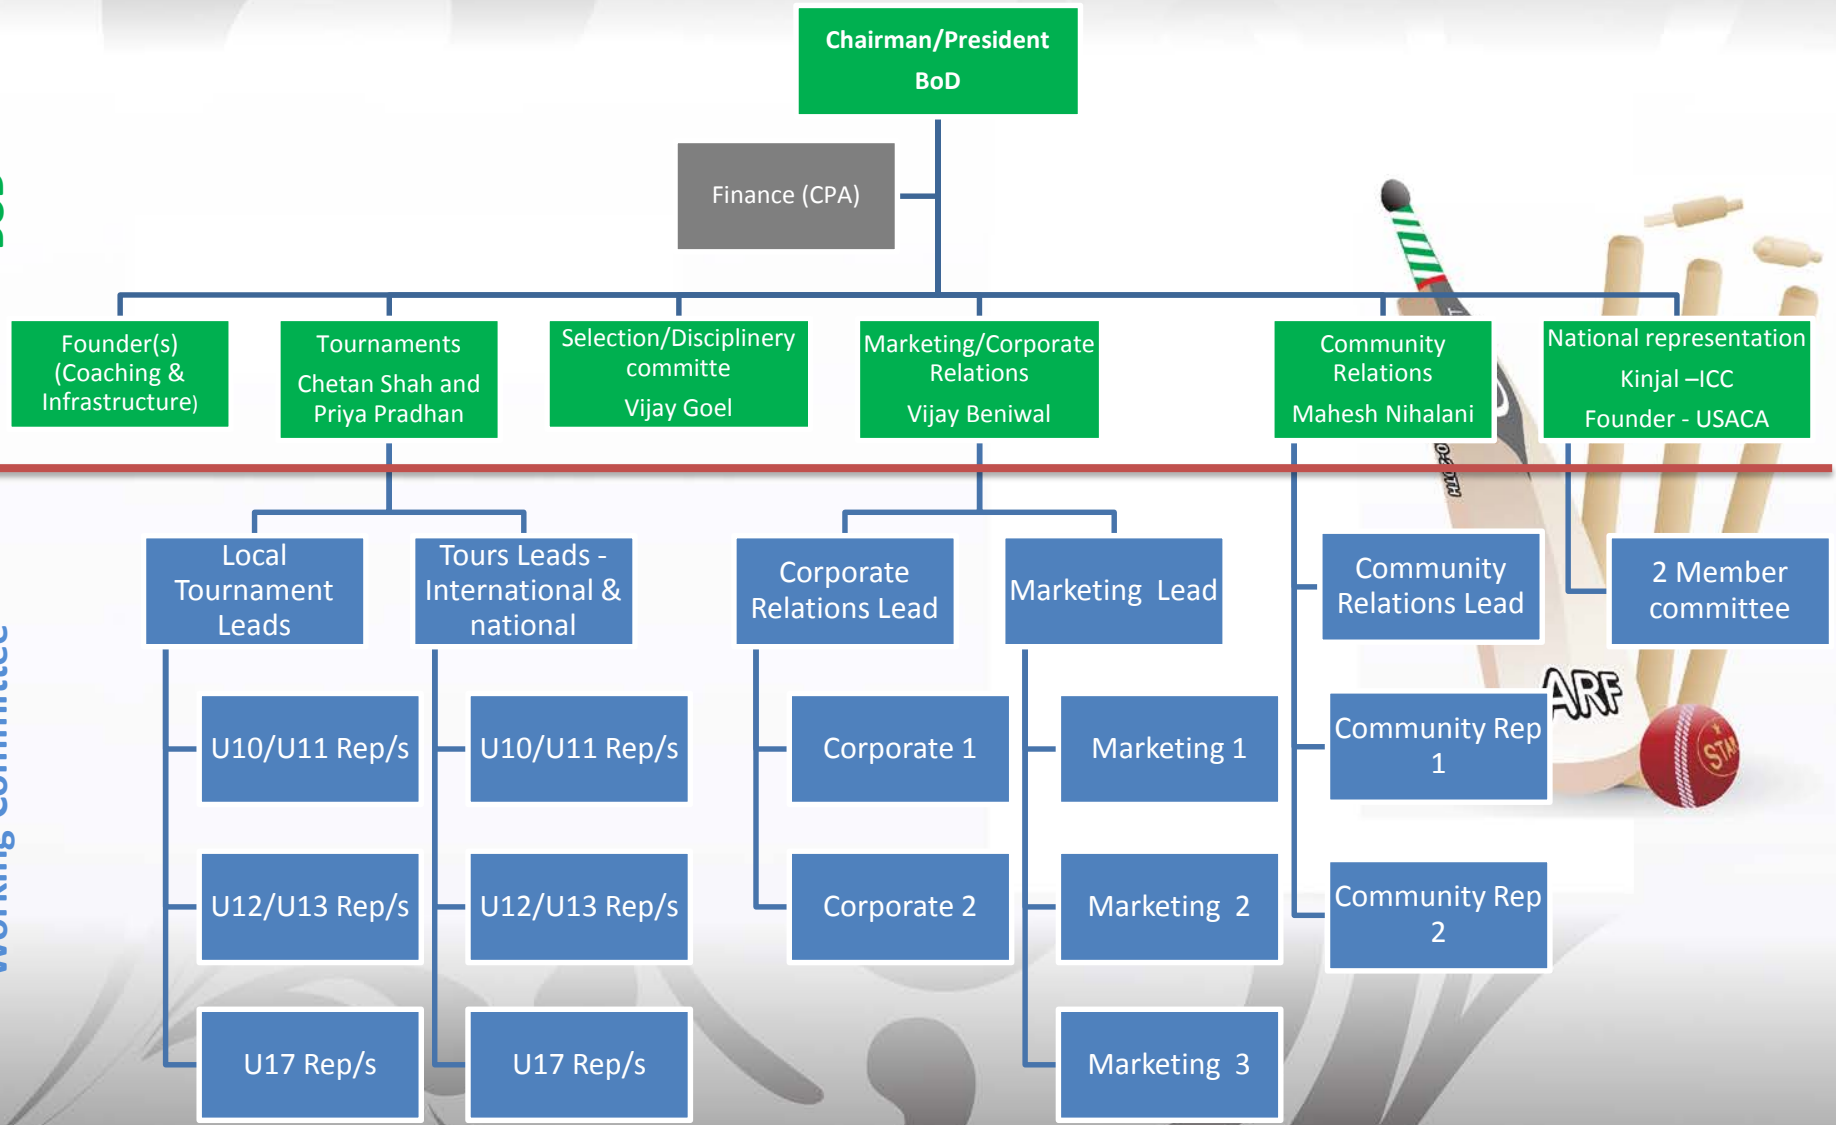 Chairman/President
BoD
Finance (CPA)
Founder(s)
(Coaching &
Infrastructure)
Tournaments
Chetan Shah and
Priya Pradhan
Selection/Disciplinery
committe
Vijay Goel
Marketing/Corporate
Relations
Vijay Beniwal
Community
Relations
Mahesh Nihalani
National representation
Kinjal –ICC
Founder - USACA
Working Committee
Local
Tournament
Leads
Tours Leads -
International &
national
Corporate
Relations Lead
Marketing  Lead
Community
Relations Lead
2 Member
committee
U10/U11 Rep/s
U10/U11 Rep/s
Corporate 1
Marketing 1
Community Rep
1
U12/U13 Rep/s
U12/U13 Rep/s
Corporate 2
Marketing  2
Community Rep
2
U17 Rep/s
U17 Rep/s
Marketing  3
ARF
STAR